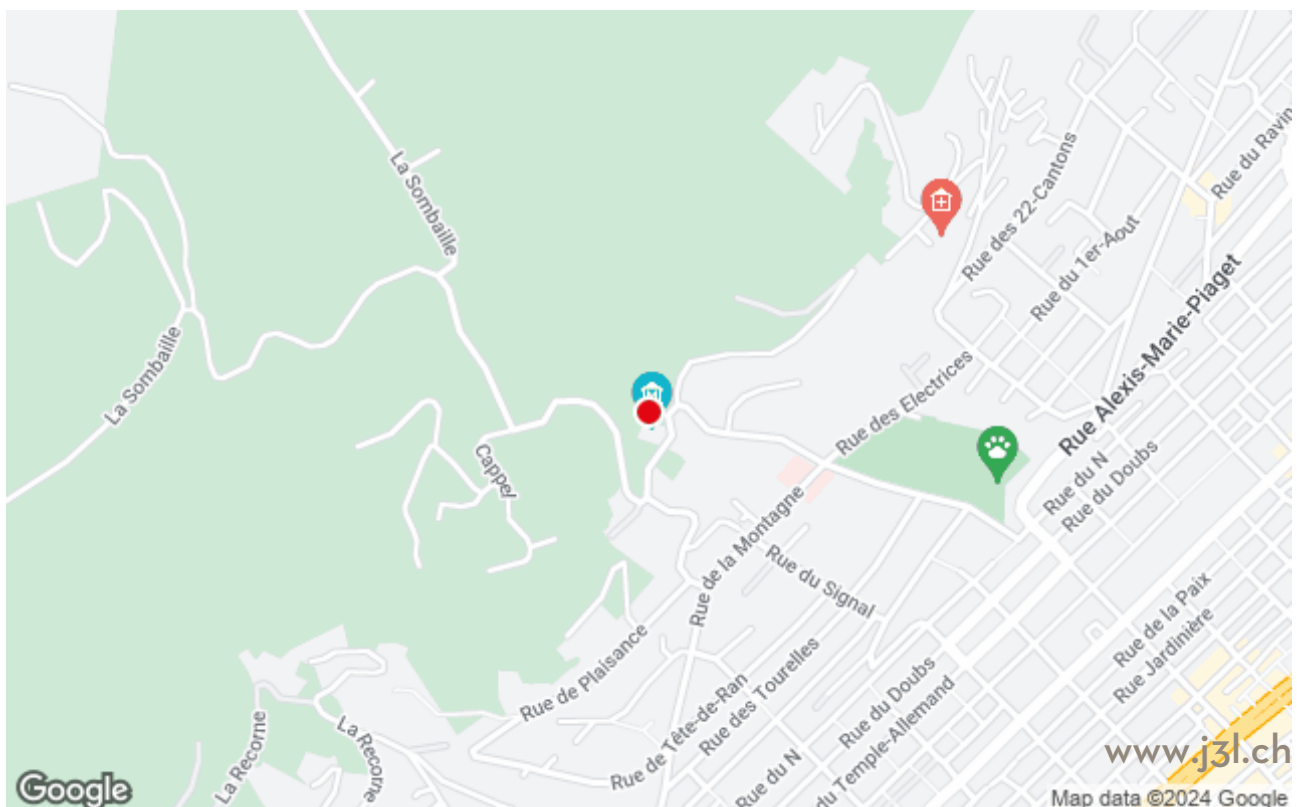 La Sombaille
Rue du Ravin
Rue des 22-Cantons
Rue du 1er-Aout
Rue Alexis-Marie-Piaget
La Sombaille
Rue des Electrices
Cappel
Rue du N
Rue du Doubs
Rue de la Montagne
Rue du Signal
Rue de la Paix
Rue Jardinière
Rue de Plaisance
Rue de Tête-de-Ran
Rue des Tourelles
Rue du Doubs
La Recorne
La Recorne
Rue du N
du Temple-Allemand
www.j3l.ch
Google
Map data ©2024 Google